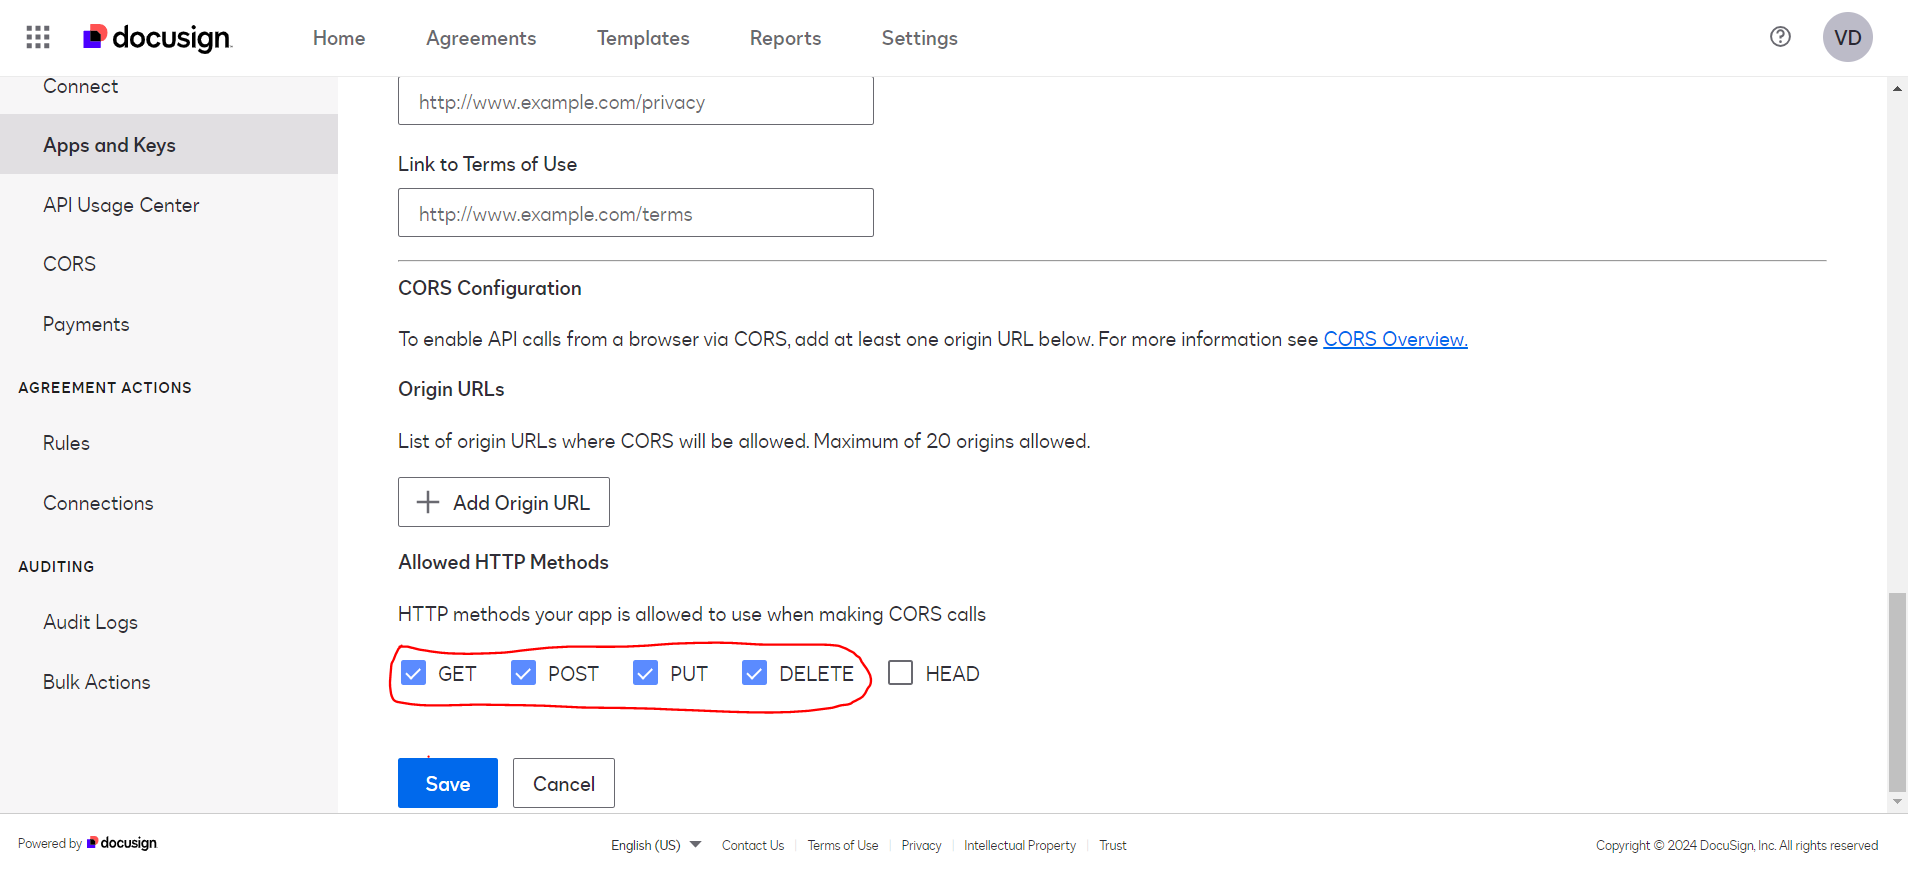 docusign
Home Agreements Templates Reports Settings
VD
Connect
Apps and Keys
API Usage Center
CORS
Payments
AGREEMENT ACTIONS
Rules
Connections
AUDITING
Audit Logs
Bulk Actions
http://www.example.com/privacy
Link to Terms of Use
http://www.example.com/terms
CORS Configuration
To enable API calls from a browser via CORS, add at least one origin URL below. For more information see CORS Overview.
Origin URLs
List of origin URLs where CORS will be allowed. Maximum of 20 origins allowed.
Add Origin URL
Allowed HTTP Methods
HTTP methods your app is allowed to use when making CORS calls
GET POST PUT DELETE HEAD
Save Cancel
Powered by docusign
English (US) Contact Us Terms of Use Privacy Intellectual Property Trust
Copyright © 2024 DocuSign, Inc. All rights reserved